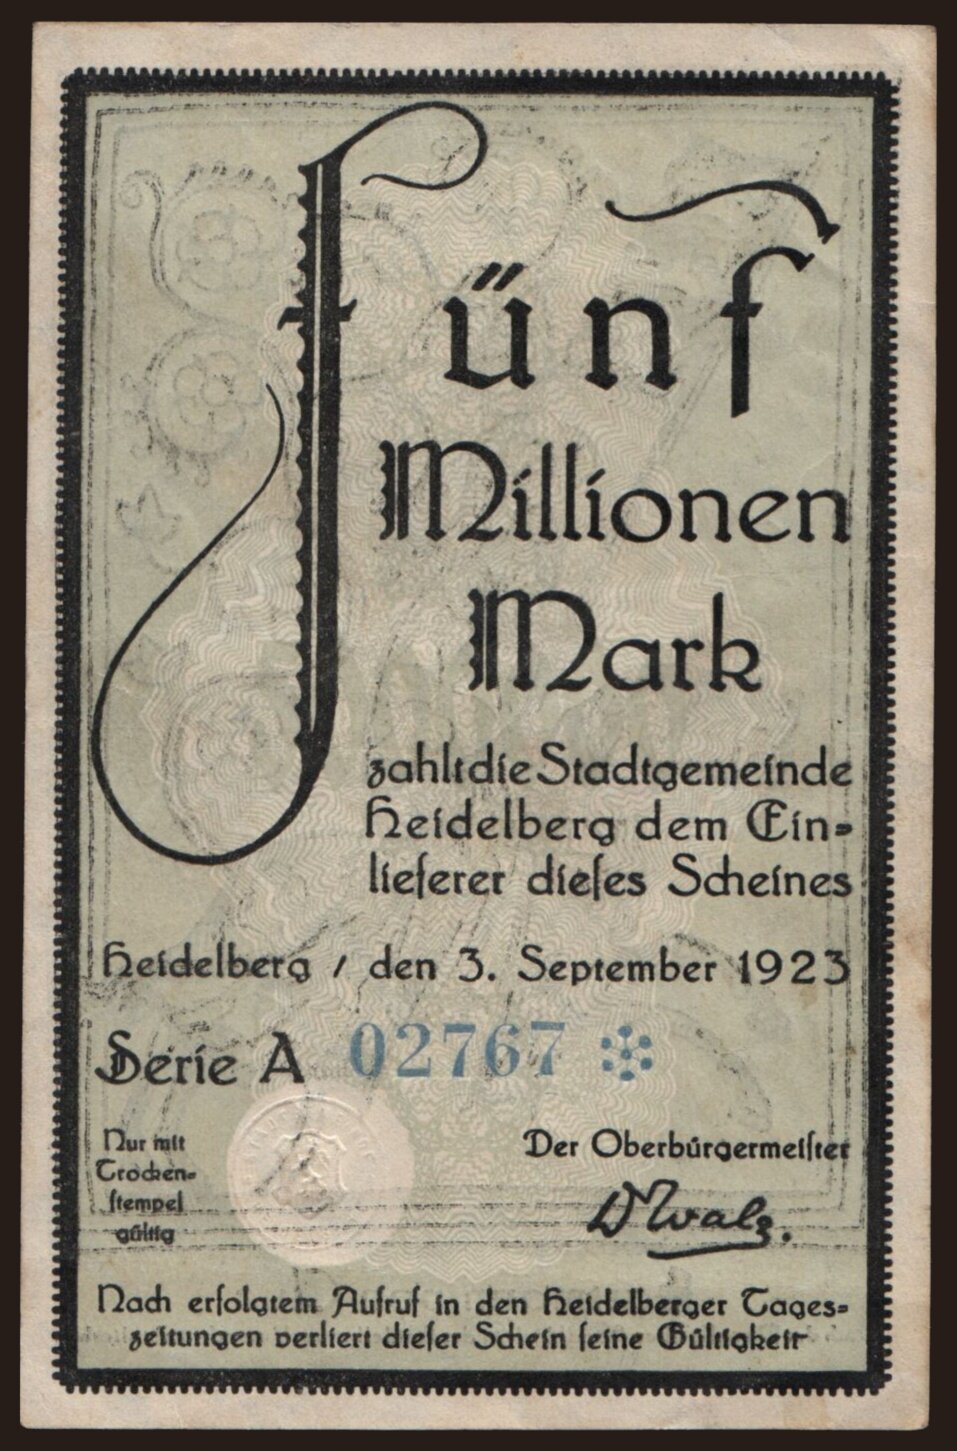 Fünf
Millionen
Mark
zahlt die Stadtgemeinde
Heidelberg dem Ein-
lieferer dieses Scheines
Heidelberg / den 3. September 1923
Serie A 02767
Nur mit
Trocken-
stempel
gültig
Der Oberbürgermeister
D Walz.
Nach erfolgtem Aufruf in den Heidelberger Tages-
zeitungen verliert dieser Schein seine Gültigkeit